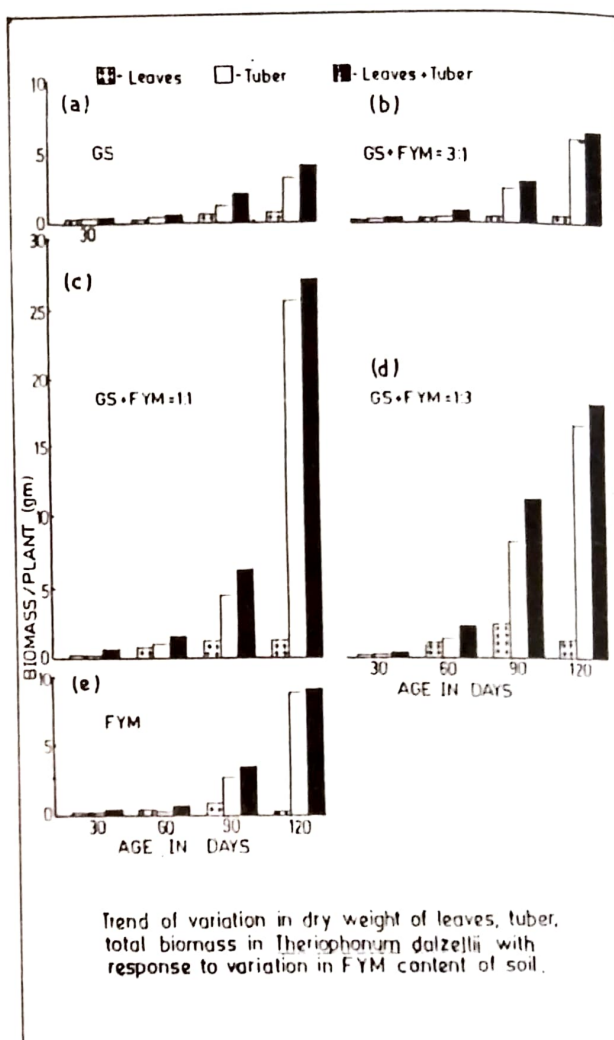 - Leaves - Tuber - Leaves + Tuber
10
(a)
(b)
GS
GS + FYM = 3:1
5
0
30
30
(c)
25
(d)
20
GS + FYM = 1:1
GS + FYM = 1:3
15
10
5
0
BIOMASS/PLANT (gm)
30 60 90 120
AGE IN DAYS
10
(e)
FYM
5
0
30 60 90 120
AGE IN DAYS
Trend of variation in dry weight of leaves, tuber,
total biomass in Theriophonum dalzellii with
response to variation in FYM content of soil.